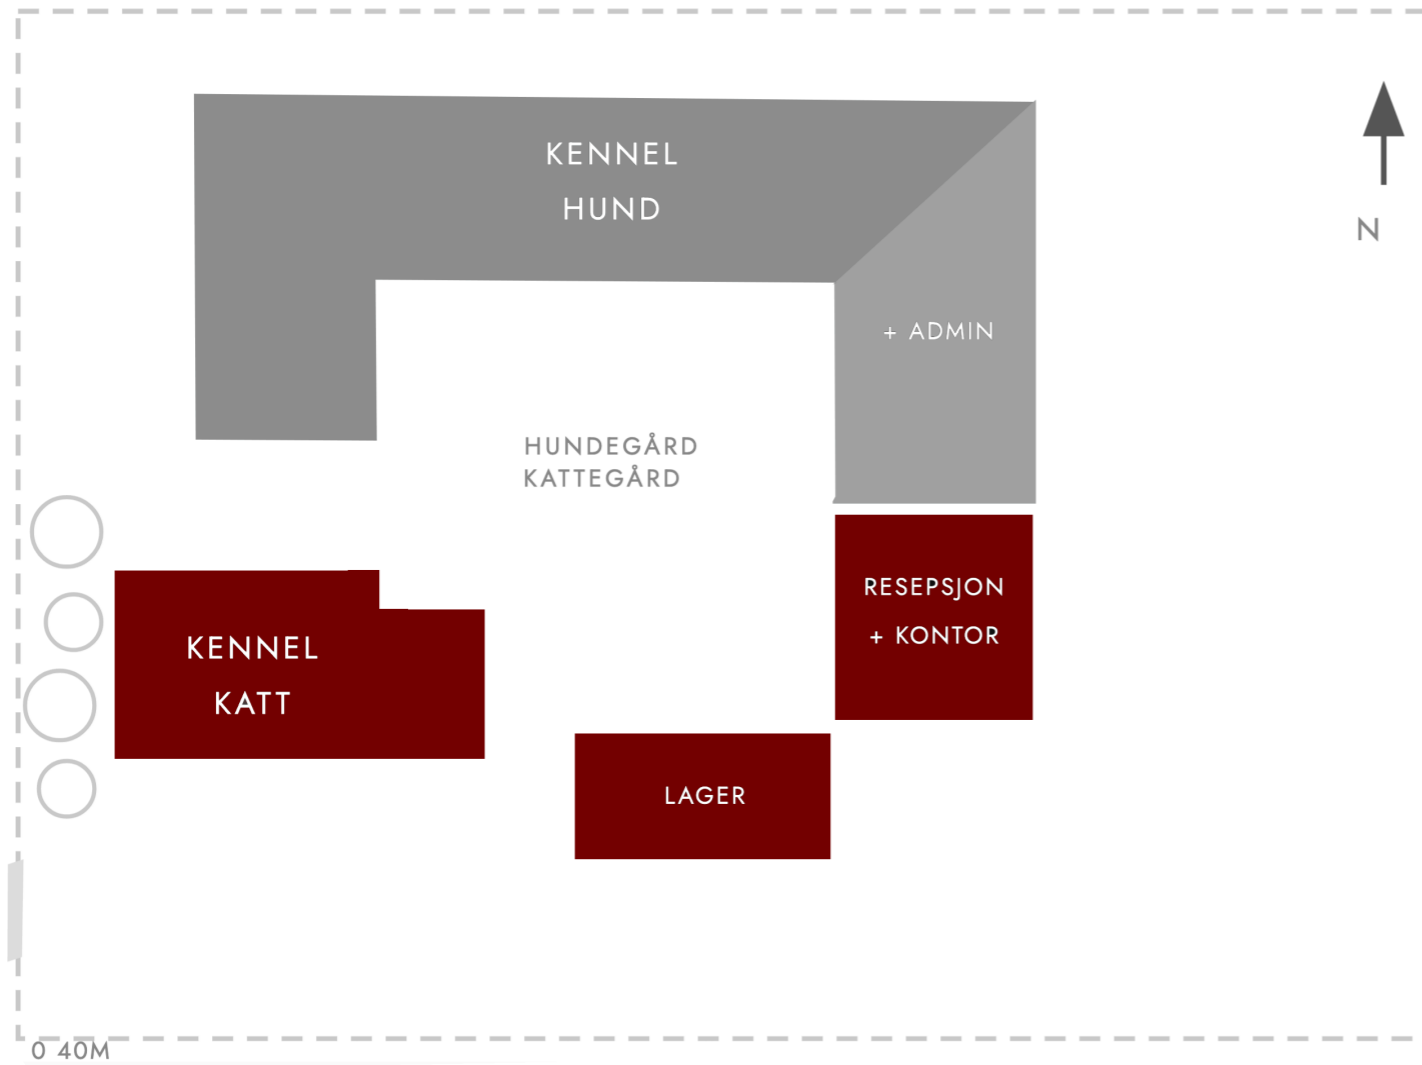 KENNEL
HUND
N
+ ADMIN
HUNDEGÅRD
KATTEGÅRD
RESEPSJON
+ KONTOR
KENNEL
KATT
LAGER
0 40M